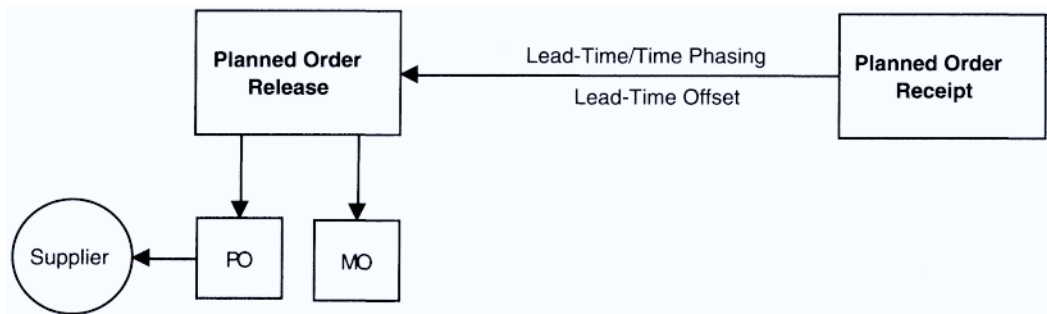 Planned Order
Release
Lead-Time/Time Phasing
Lead-Time Offset
Planned Order
Receipt
Supplier
PO
MO